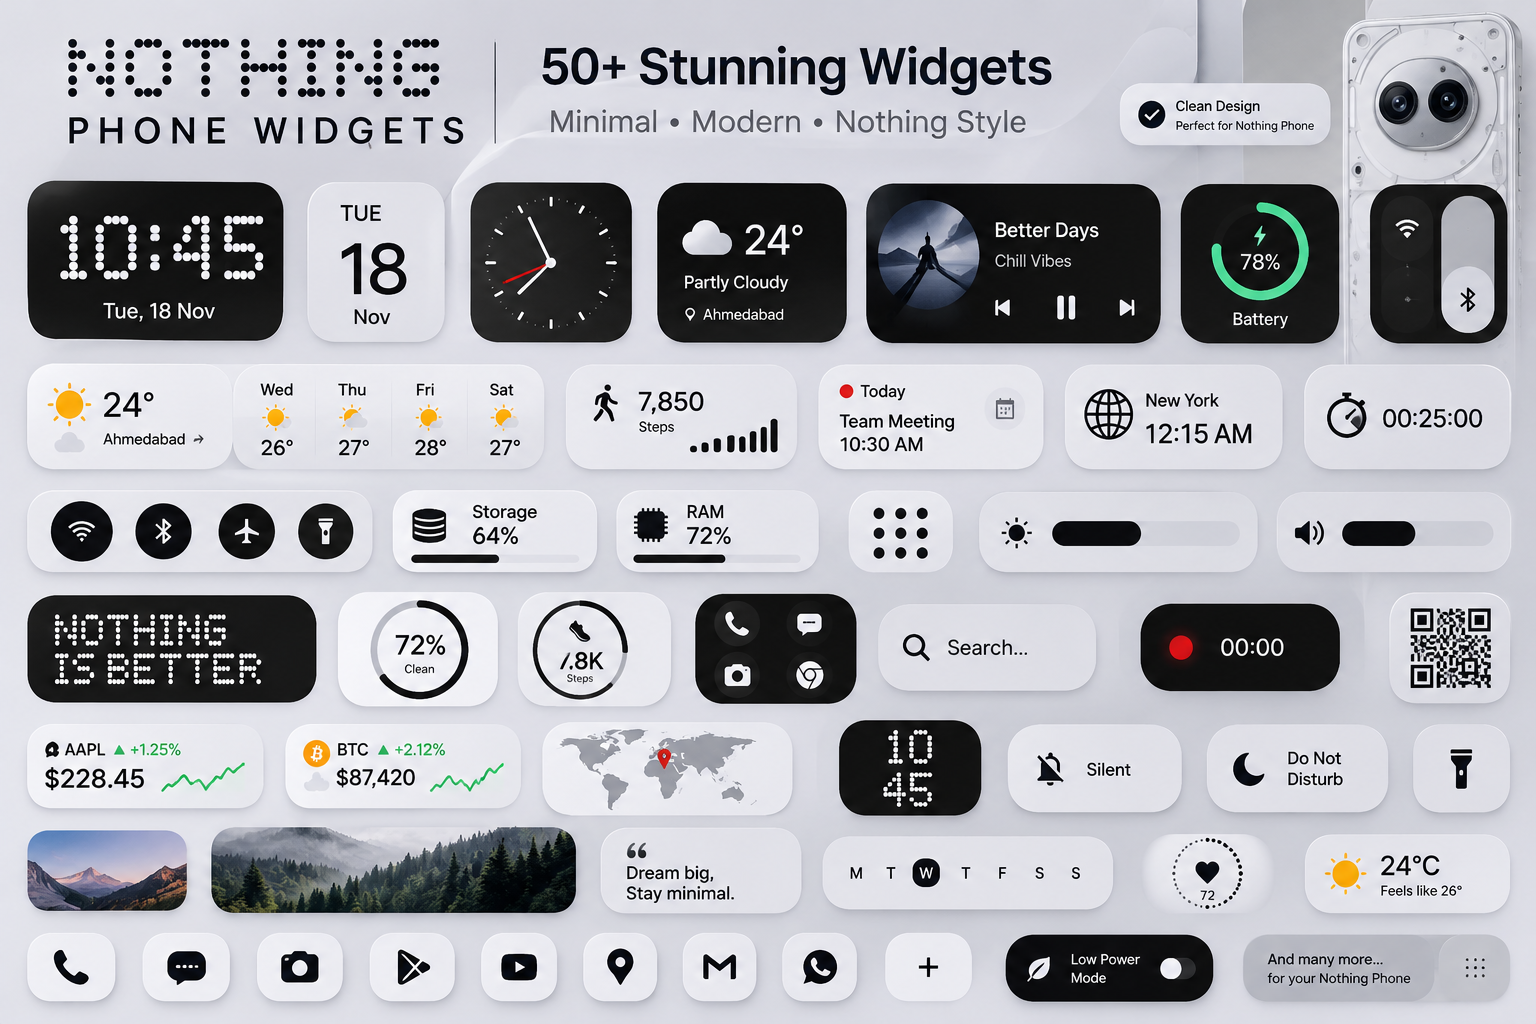 NOTHING
PHONE WIDGETS
50+ Stunning Widgets
Minimal • Modern • Nothing Style
Clean Design
Perfect for Nothing Phone
10:45
Tue, 18 Nov
TUE
18
Nov
24°
Partly Cloudy
Ahmedabad
Better Days
Chill Vibes
78%
Battery
24°
Ahmedabad →
Wed Thu Fri Sat
26° 27° 28° 27°
7,850
Steps
Today
Team Meeting
10:30 AM
New York
12:15 AM
00:25:00
Storage
64%
RAM
72%
NOTHING
IS BETTER
72%
Clean
7.8K
Steps
Search...
00:00
AAPL ▲ +1.25%
$228.45
BTC ▲ +2.12%
$87,420
10
45
Silent
Do Not
Disturb
“
Dream big,
Stay minimal.
M T W T F S S
72
24°C
Feels like 26°
Low Power
Mode
And many more...
for your Nothing Phone